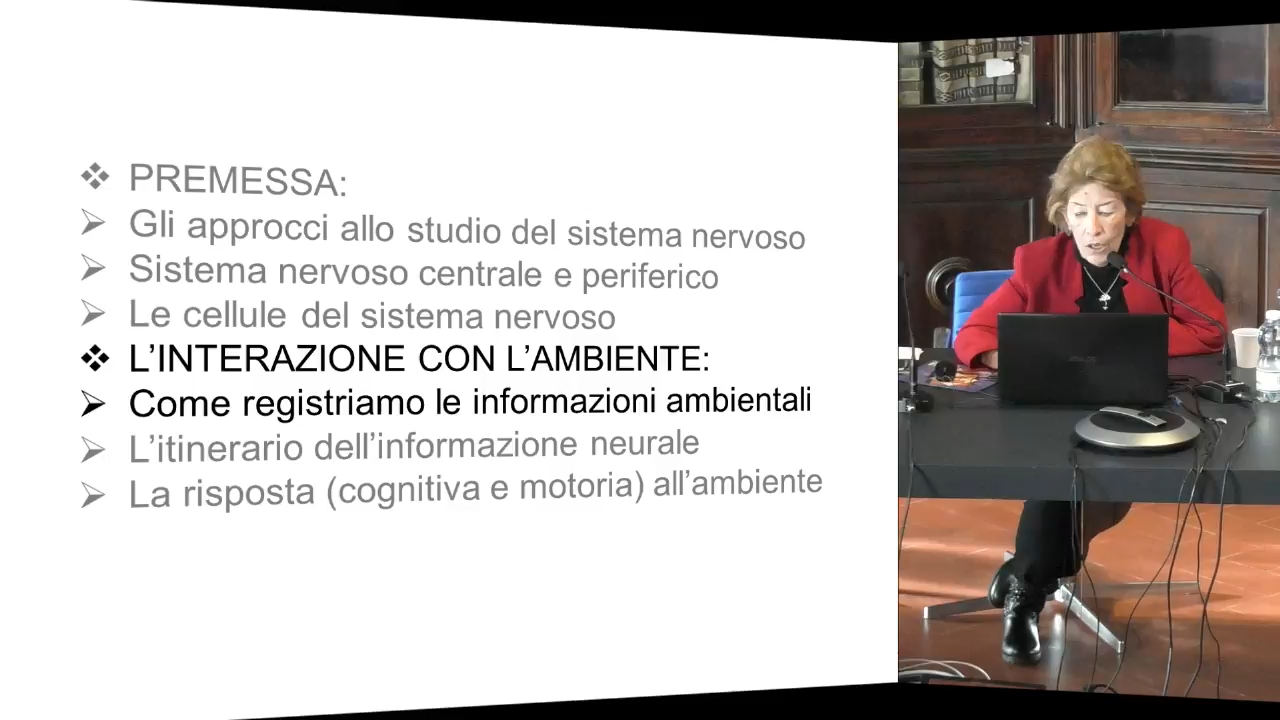 ❖ PREMESSA:
➢ Gli approcci allo studio del sistema nervoso
➢ Sistema nervoso centrale e periferico
➢ Le cellule del sistema nervoso
❖ L'INTERAZIONE CON L'AMBIENTE:
➢ Come registriamo le informazioni ambientali
➢ L'itinerario dell'informazione neurale
➢ La risposta (cognitiva e motoria) all'ambiente